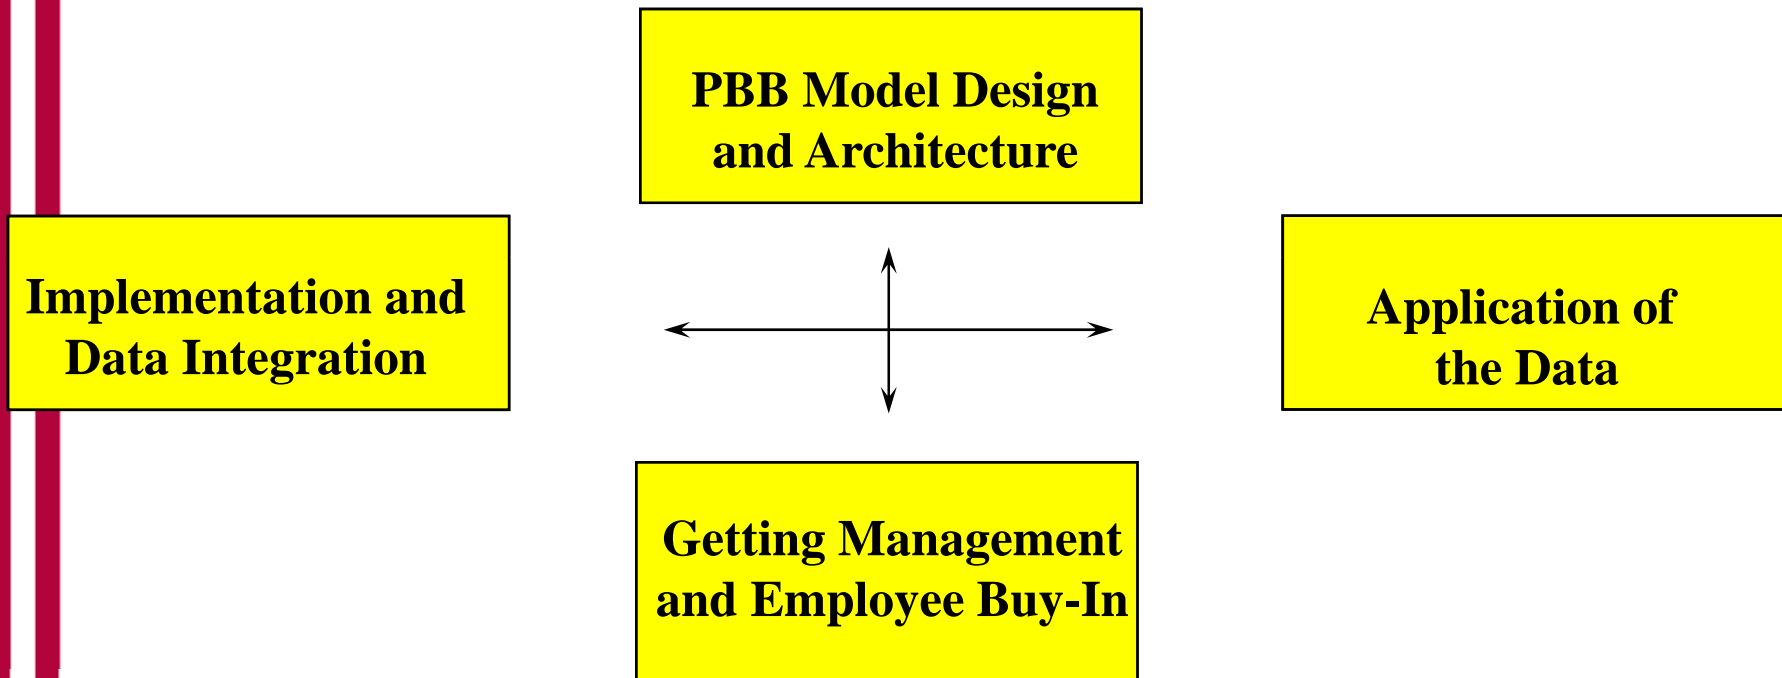 PBB Model Design
and Architecture
Implementation and
Data Integration
Application of
the Data
Getting Management
and Employee Buy-In